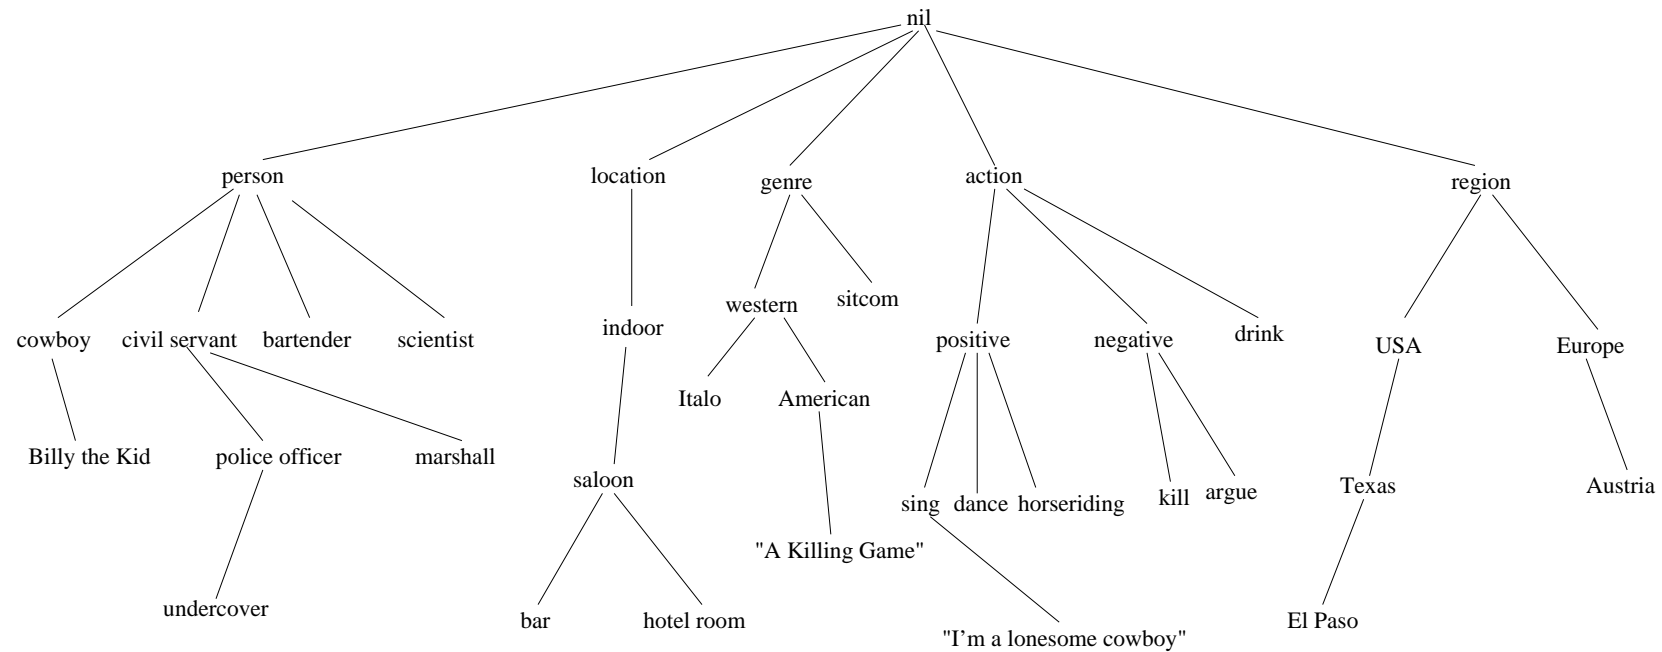 nil
person
location
genre
action
region
cowboy
civil servant
bartender
scientist
indoor
western
sitcom
positive
negative
drink
USA
Europe
Billy the Kid
police officer
marshall
saloon
Italo
American
sing
dance
horseriding
kill
argue
Texas
Austria
undercover
bar
hotel room
"A Killing Game"
"I'm a lonesome cowboy"
El Paso